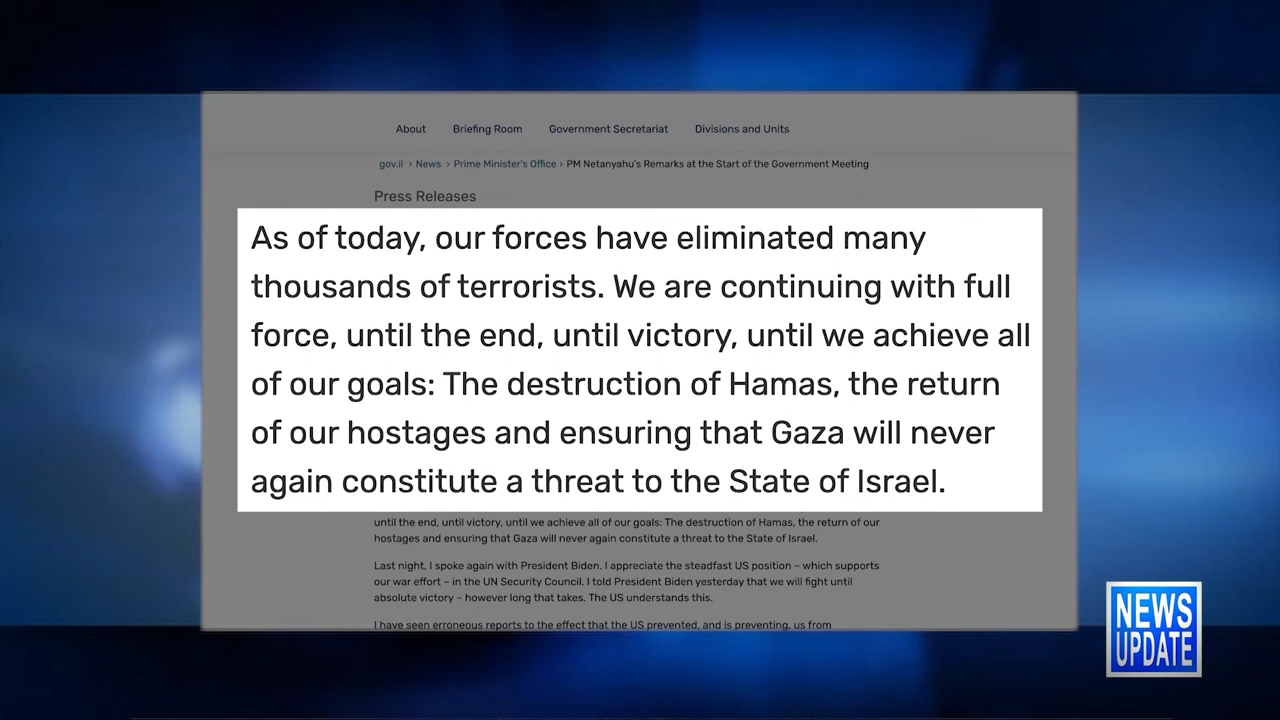 About Briefing Room Government Secretariat Divisions and Units
gov.il › News › Prime Minister's Office › PM Netanyahu's Remarks at the Start of the Government Meeting
Press Releases
As of today, our forces have eliminated many
thousands of terrorists. We are continuing with full
force, until the end, until victory, until we achieve all
of our goals: The destruction of Hamas, the return
of our hostages and ensuring that Gaza will never
again constitute a threat to the State of Israel.
until the end, until victory, until we achieve all of our goals: The destruction of Hamas, the return of our
hostages and ensuring that Gaza will never again constitute a threat to the State of Israel.
Last night, I spoke again with President Biden. I appreciate the steadfast US position – which supports
our war effort – in the UN Security Council. I told President Biden yesterday that we will fight until
absolute victory – however long that takes. The US understands this.
I have seen erroneous reports to the effect that the US prevented, and is preventing, us from
NEWS
UPDATE